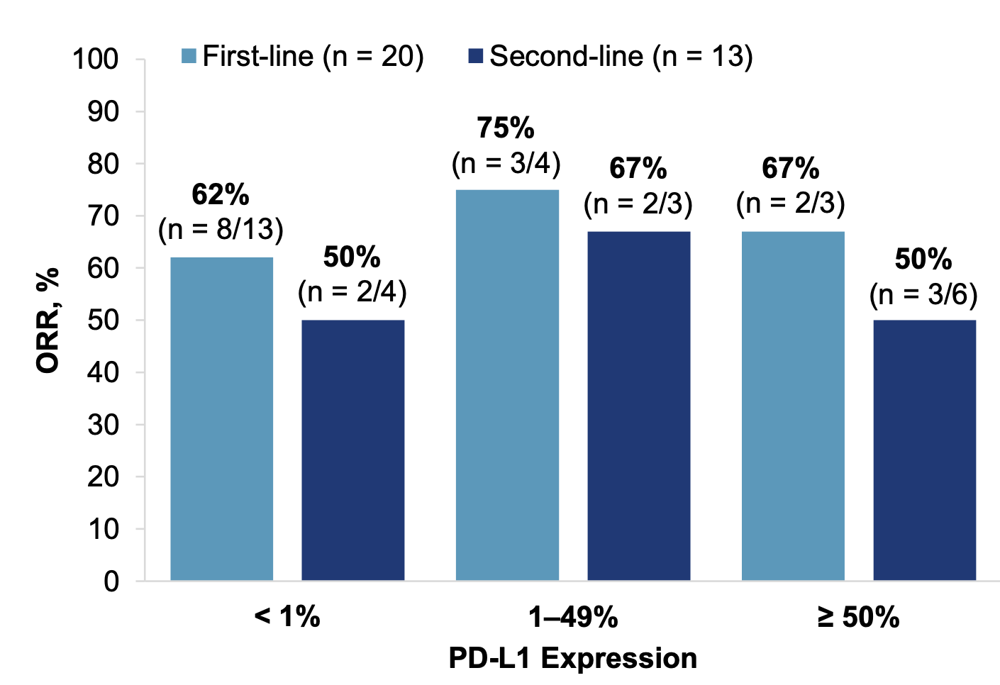 First-line (n = 20) Second-line (n = 13)
ORR, %
100
90
80
70
60
50
40
30
20
10
0
62%
(n = 8/13)
50%
(n = 2/4)
75%
(n = 3/4)
67%
(n = 2/3)
67%
(n = 2/3)
50%
(n = 3/6)
< 1% 1–49% ≥ 50%
PD-L1 Expression